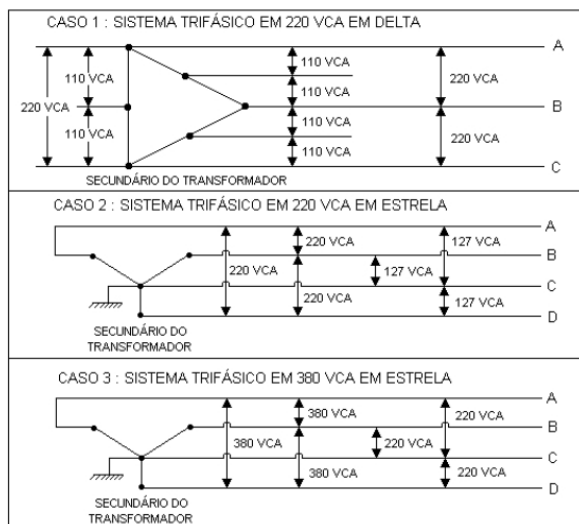 CASO 1 : SISTEMA TRIFÁSICO EM 220 VCA EM DELTA
A
110 VCA
110 VCA
220 VCA
110 VCA
220 VCA
B
110 VCA
110 VCA
220 VCA
110 VCA
C
SECUNDÁRIO DO TRANSFORMADOR
CASO 2 : SISTEMA TRIFÁSICO EM 220 VCA EM ESTRELA
A
220 VCA
127 VCA
B
220 VCA
127 VCA
C
220 VCA
127 VCA
D
SECUNDÁRIO DO
TRANSFORMADOR
CASO 3 : SISTEMA TRIFÁSICO EM 380 VCA EM ESTRELA
A
380 VCA
220 VCA
B
380 VCA
220 VCA
C
380 VCA
220 VCA
D
SECUNDÁRIO DO
TRANSFORMADOR